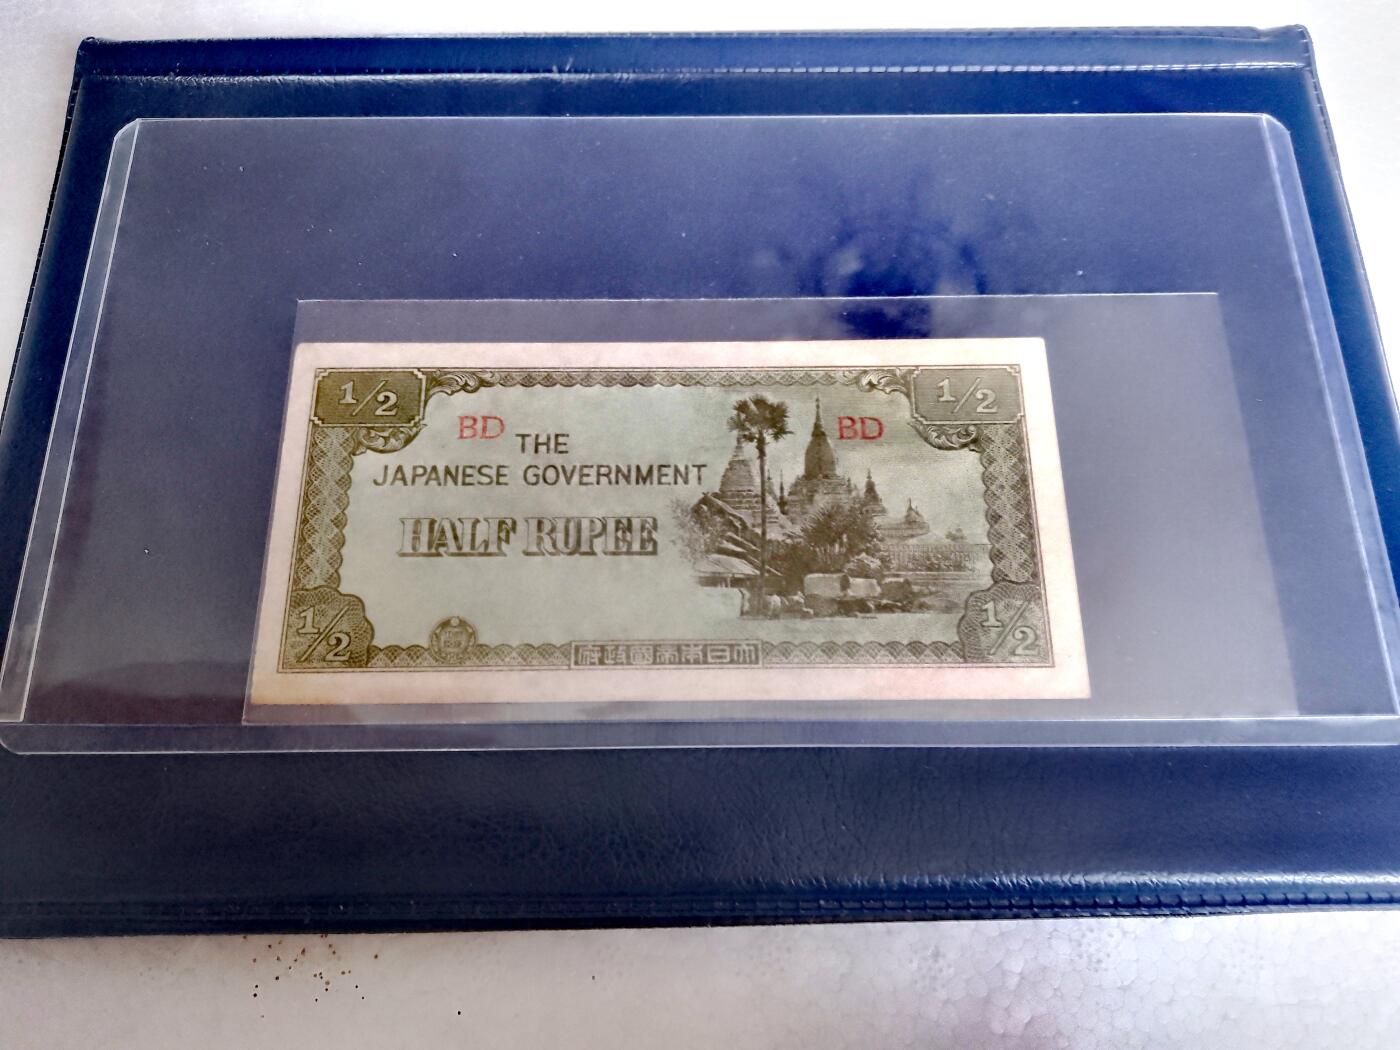 1/2 1/2
BD BD
THE
JAPANESE GOVERNMENT
HALF RUPEE
1/2 1/2
府政國帝本日大